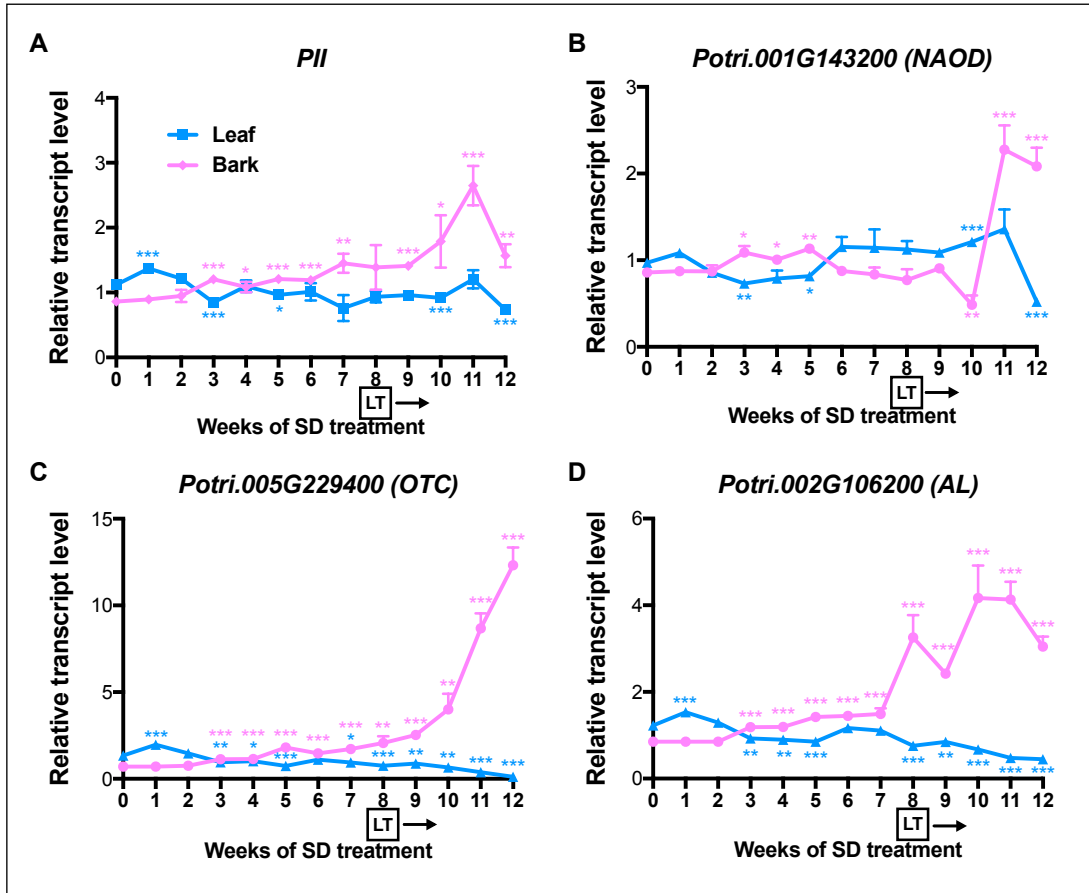 A
PII
Relative transcript level
4
3
2
1
0
Leaf
Bark
***
***
***
*
***
***
**
***
*
***
**
***
*
***
***
0 1 2 3 4 5 6 7 8 9 10 11 12
LT
Weeks of SD treatment
B
Potri.001G143200 (NAOD)
Relative transcript level
3
2
1
0
***
***
*
*
**
***
**
*
**
***
0 1 2 3 4 5 6 7 8 9 10 11 12
LT
Weeks of SD treatment
C
Potri.005G229400 (OTC)
Relative transcript level
15
10
5
0
***
***
**
***
*** *** *** *** *** ** ***
** * *** * *** ** ** *** ***
0 1 2 3 4 5 6 7 8 9 10 11 12
LT
Weeks of SD treatment
D
Potri.002G106200 (AL)
Relative transcript level
6
4
2
0
***
***
***
***
***
***
*** *** *** *** ***
** ** *** *** ** *** *** ***
0 1 2 3 4 5 6 7 8 9 10 11 12
LT
Weeks of SD treatment